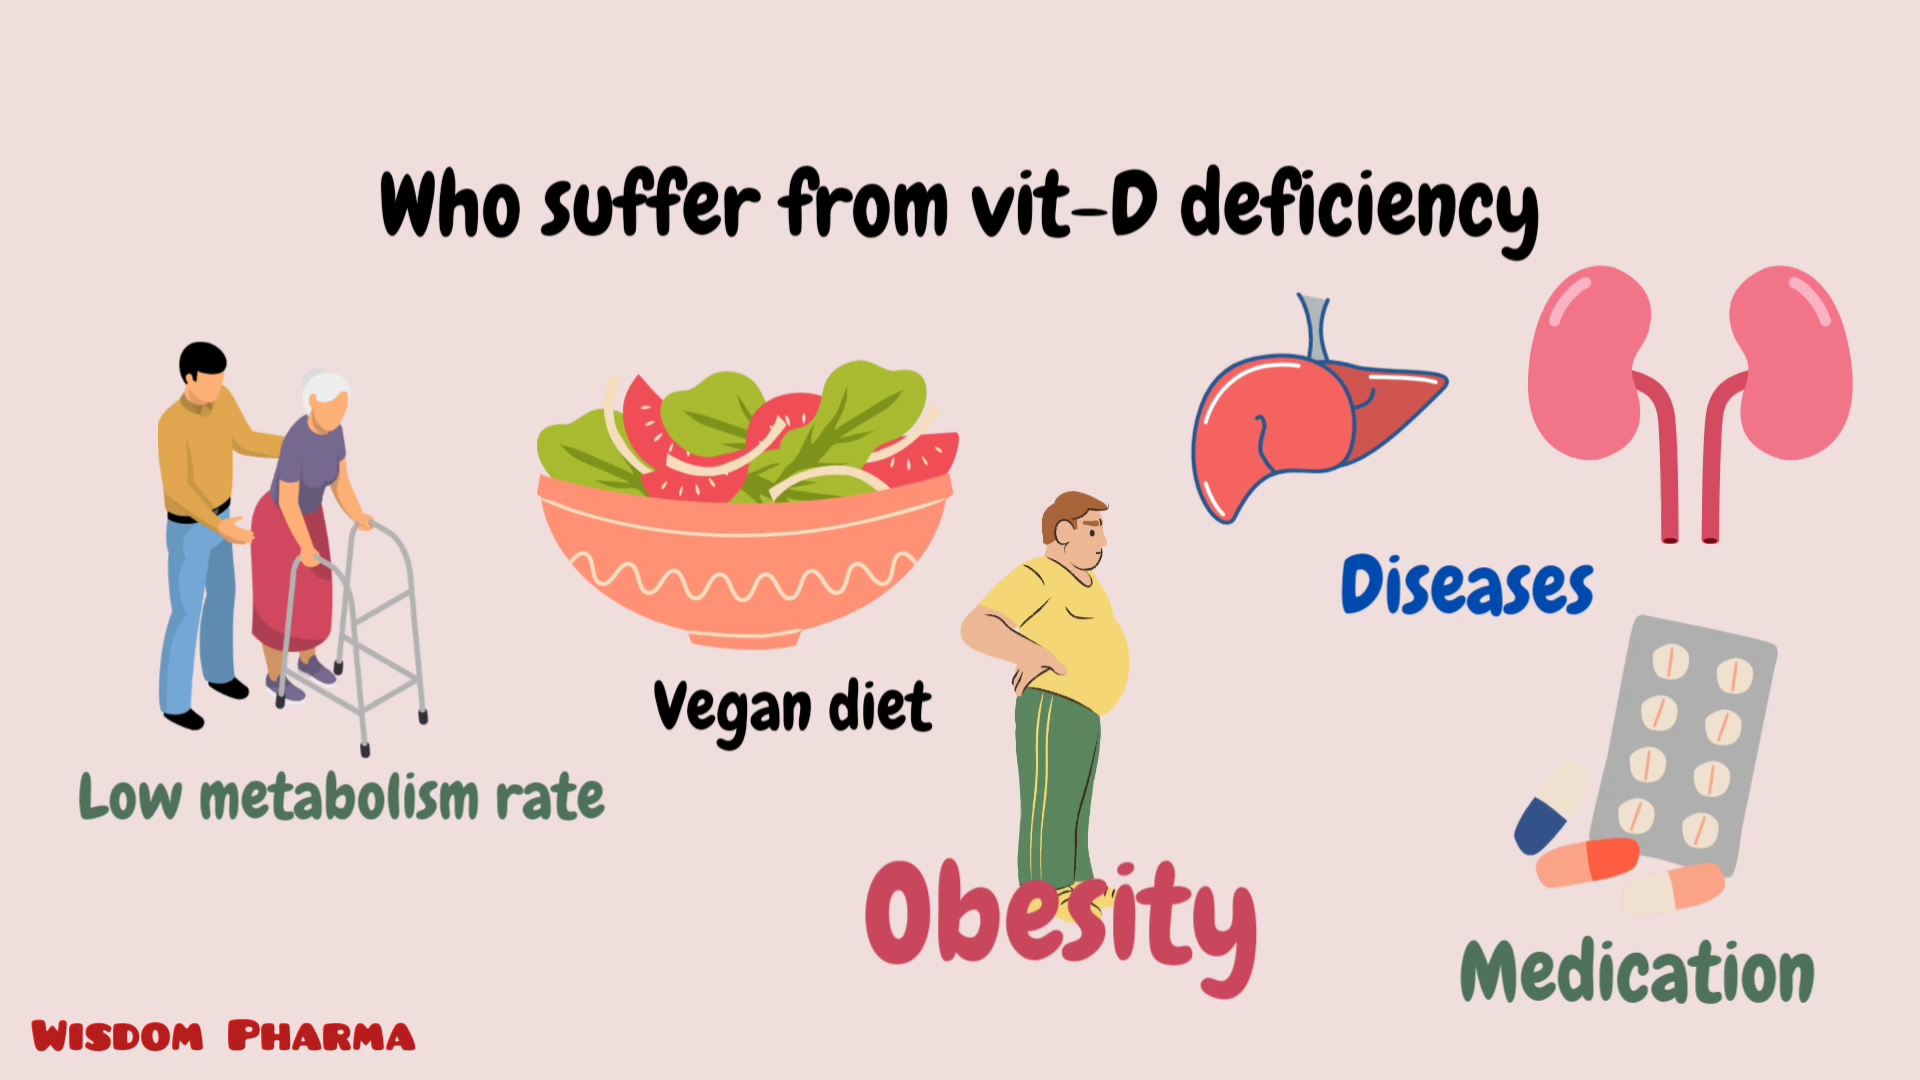 Who suffer from vit-D deficiency
Low metabolism rate
Vegan diet
Obesity
Diseases
Medication
Wisdom Pharma